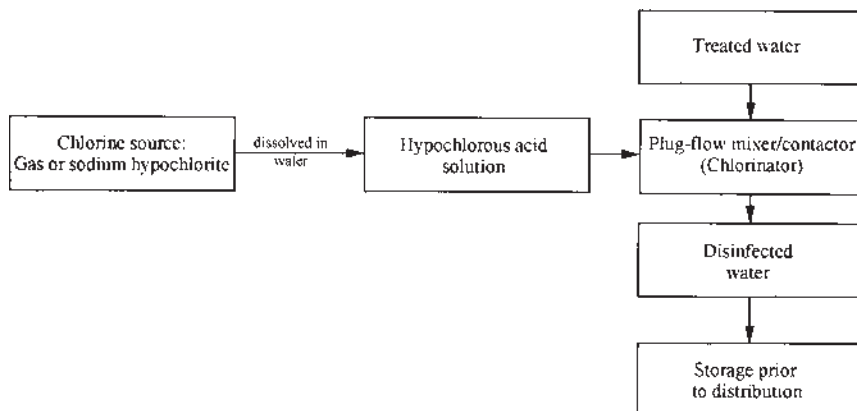 Treated water
Chlorine source:
Gas or sodium hypochlorite
dissolved in
water
Hypochlorous acid
solution
Plug-flow mixer/contactor
(Chlorinator)
Disinfected
water
Storage prior
to distribution